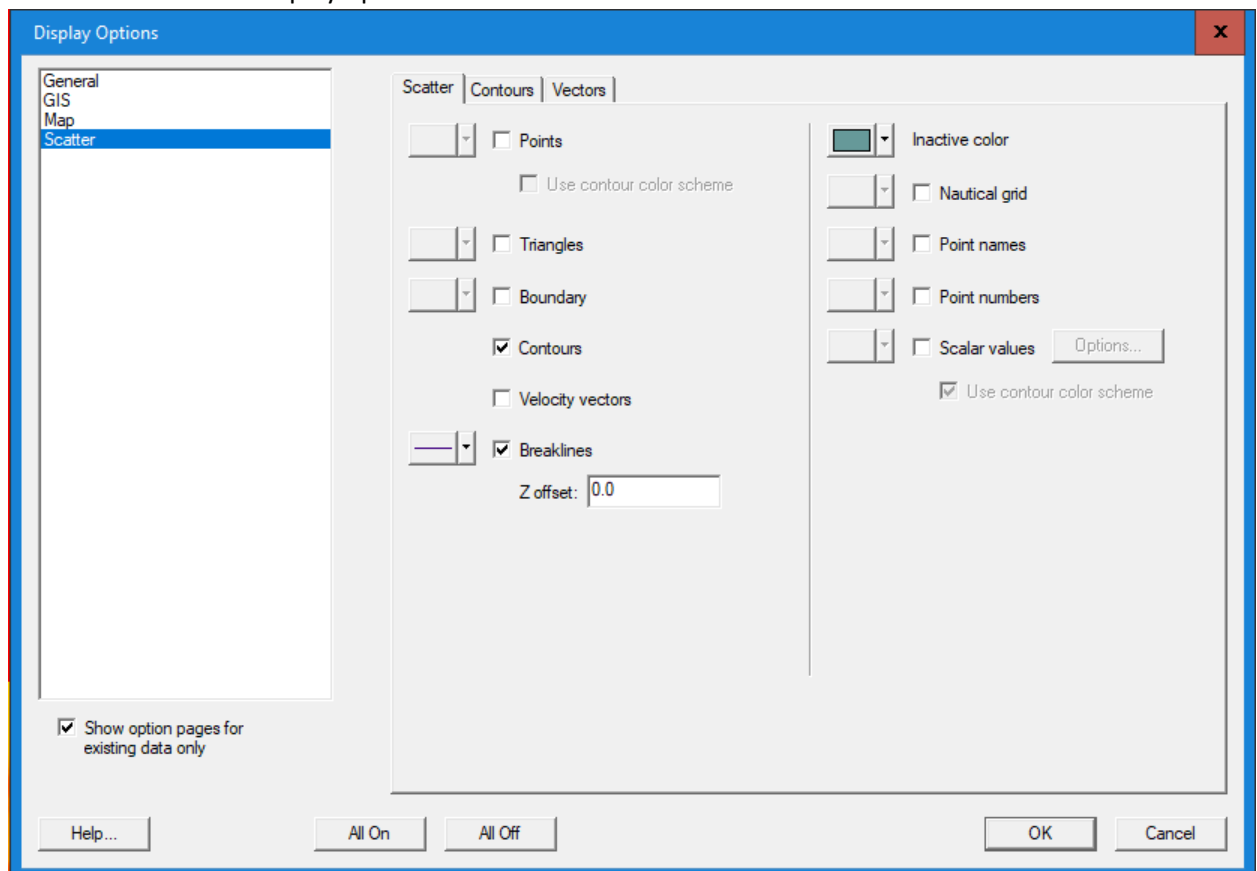 Display Options
x
General
GIS
Map
Scatter
Scatter Contours Vectors
Points
Use contour color scheme
Triangles
Boundary
Contours
Velocity vectors
Breaklines
Z offset: 0.0
Inactive color
Nautical grid
Point names
Point numbers
Scalar values Options...
Use contour color scheme
Show option pages for
existing data only
Help... All On All Off OK Cancel